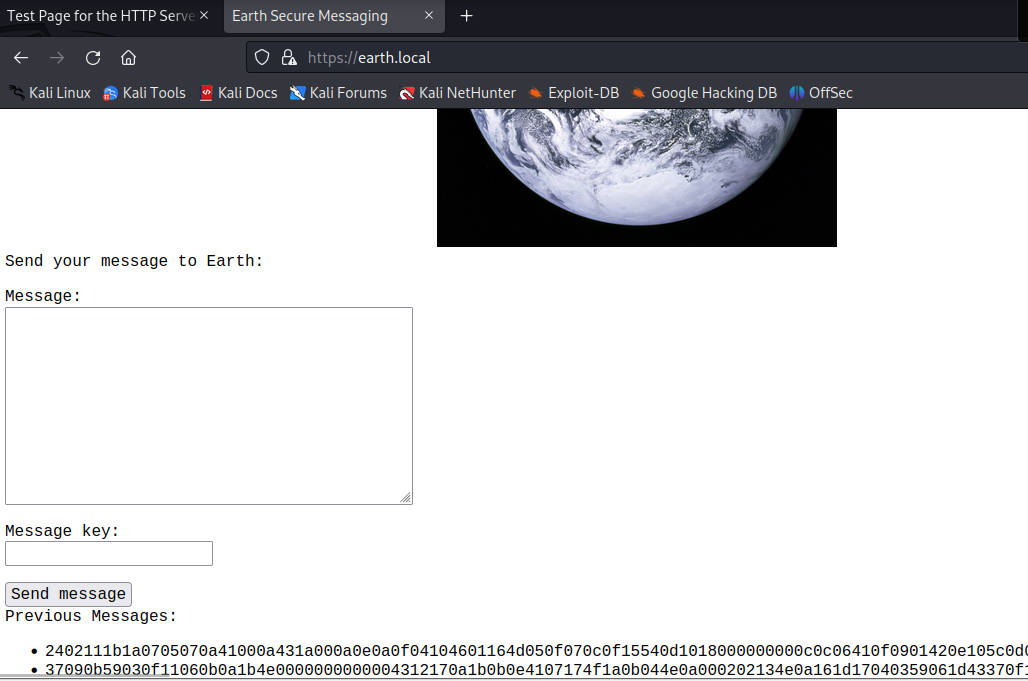 Test Page for the HTTP Serve
Earth Secure Messaging
https://earth.local
Kali Linux Kali Tools Kali Docs Kali Forums Kali NetHunter Exploit-DB Google Hacking DB OffSec
Send your message to Earth:
Message:
Message key:
Send message
Previous Messages:
2402111b1a0705070a41000a431a000a0e0a0f04104601164d050f070c0f15540d1018000000000c0c06410f0901420e105c0d0
37090b59030f11060b0a1b4e0000000000004312170a1b0b0e4107174f1a0b044e0a000202134e0a161d17040359061d43370f1